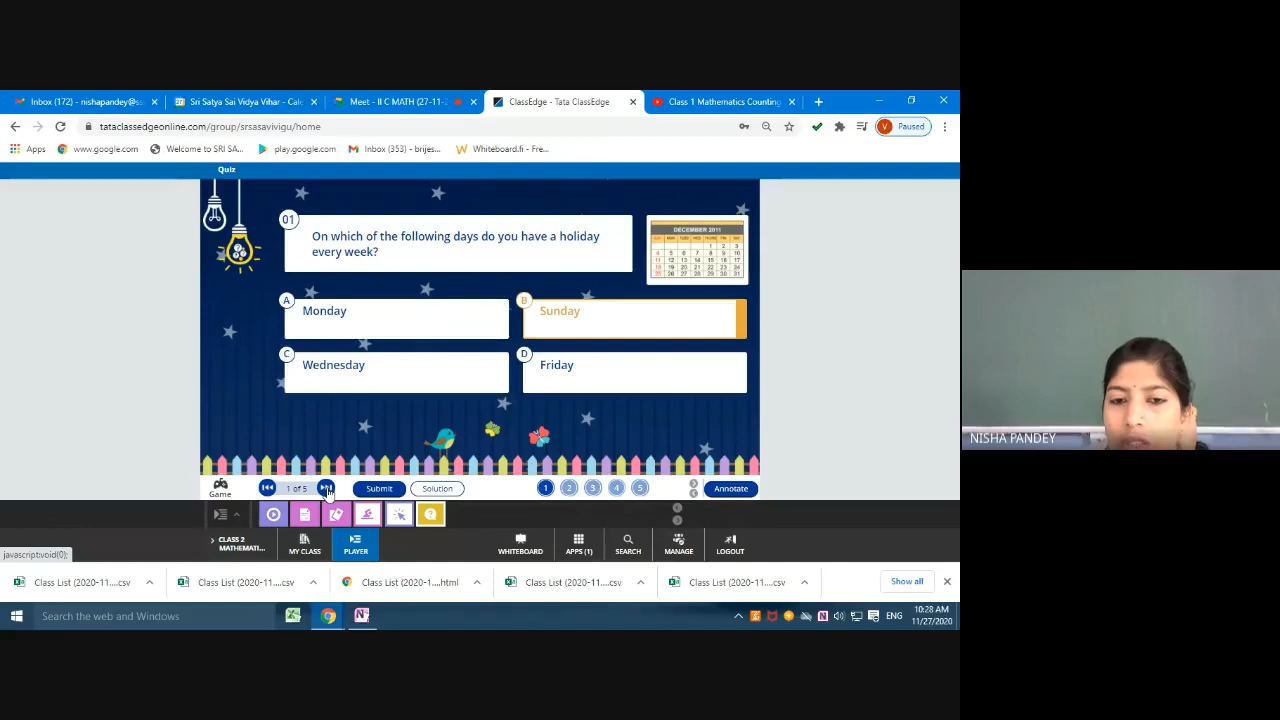 Inbox (172) - nishapandey@s
Sri Satya Sai Vidya Vihar - Cale
Meet - II C MATH (27-11-2
ClassEdge - Tata ClassEdge
Class 1 Mathematics Counting
tataclassedgeonline.com/group/srsasavivigu/home
Paused
Apps
www.google.com
Welcome to SRI SA...
play.google.com
Inbox (353) - brijes...
Whiteboard.fi - Fre...
Quiz
01
On which of the following days do you have a holiday
every week?
DECEMBER 2011
A
Monday
B
Sunday
C
Wednesday
D
Friday
NISHA PANDEY
Game
1 of 5
Submit
Solution
1 2 3 4 5
Annotate
CLASS 2
MATHEMATI...
MY CLASS
PLAYER
WHITEBOARD
APPS (1)
SEARCH
MANAGE
LOGOUT
javascript:void(0);
Class List (2020-11....csv
Class List (2020-11....csv
Class List (2020-1....html
Class List (2020-11....csv
Class List (2020-11....csv
Show all
Search the web and Windows
ENG
10:28 AM
11/27/2020